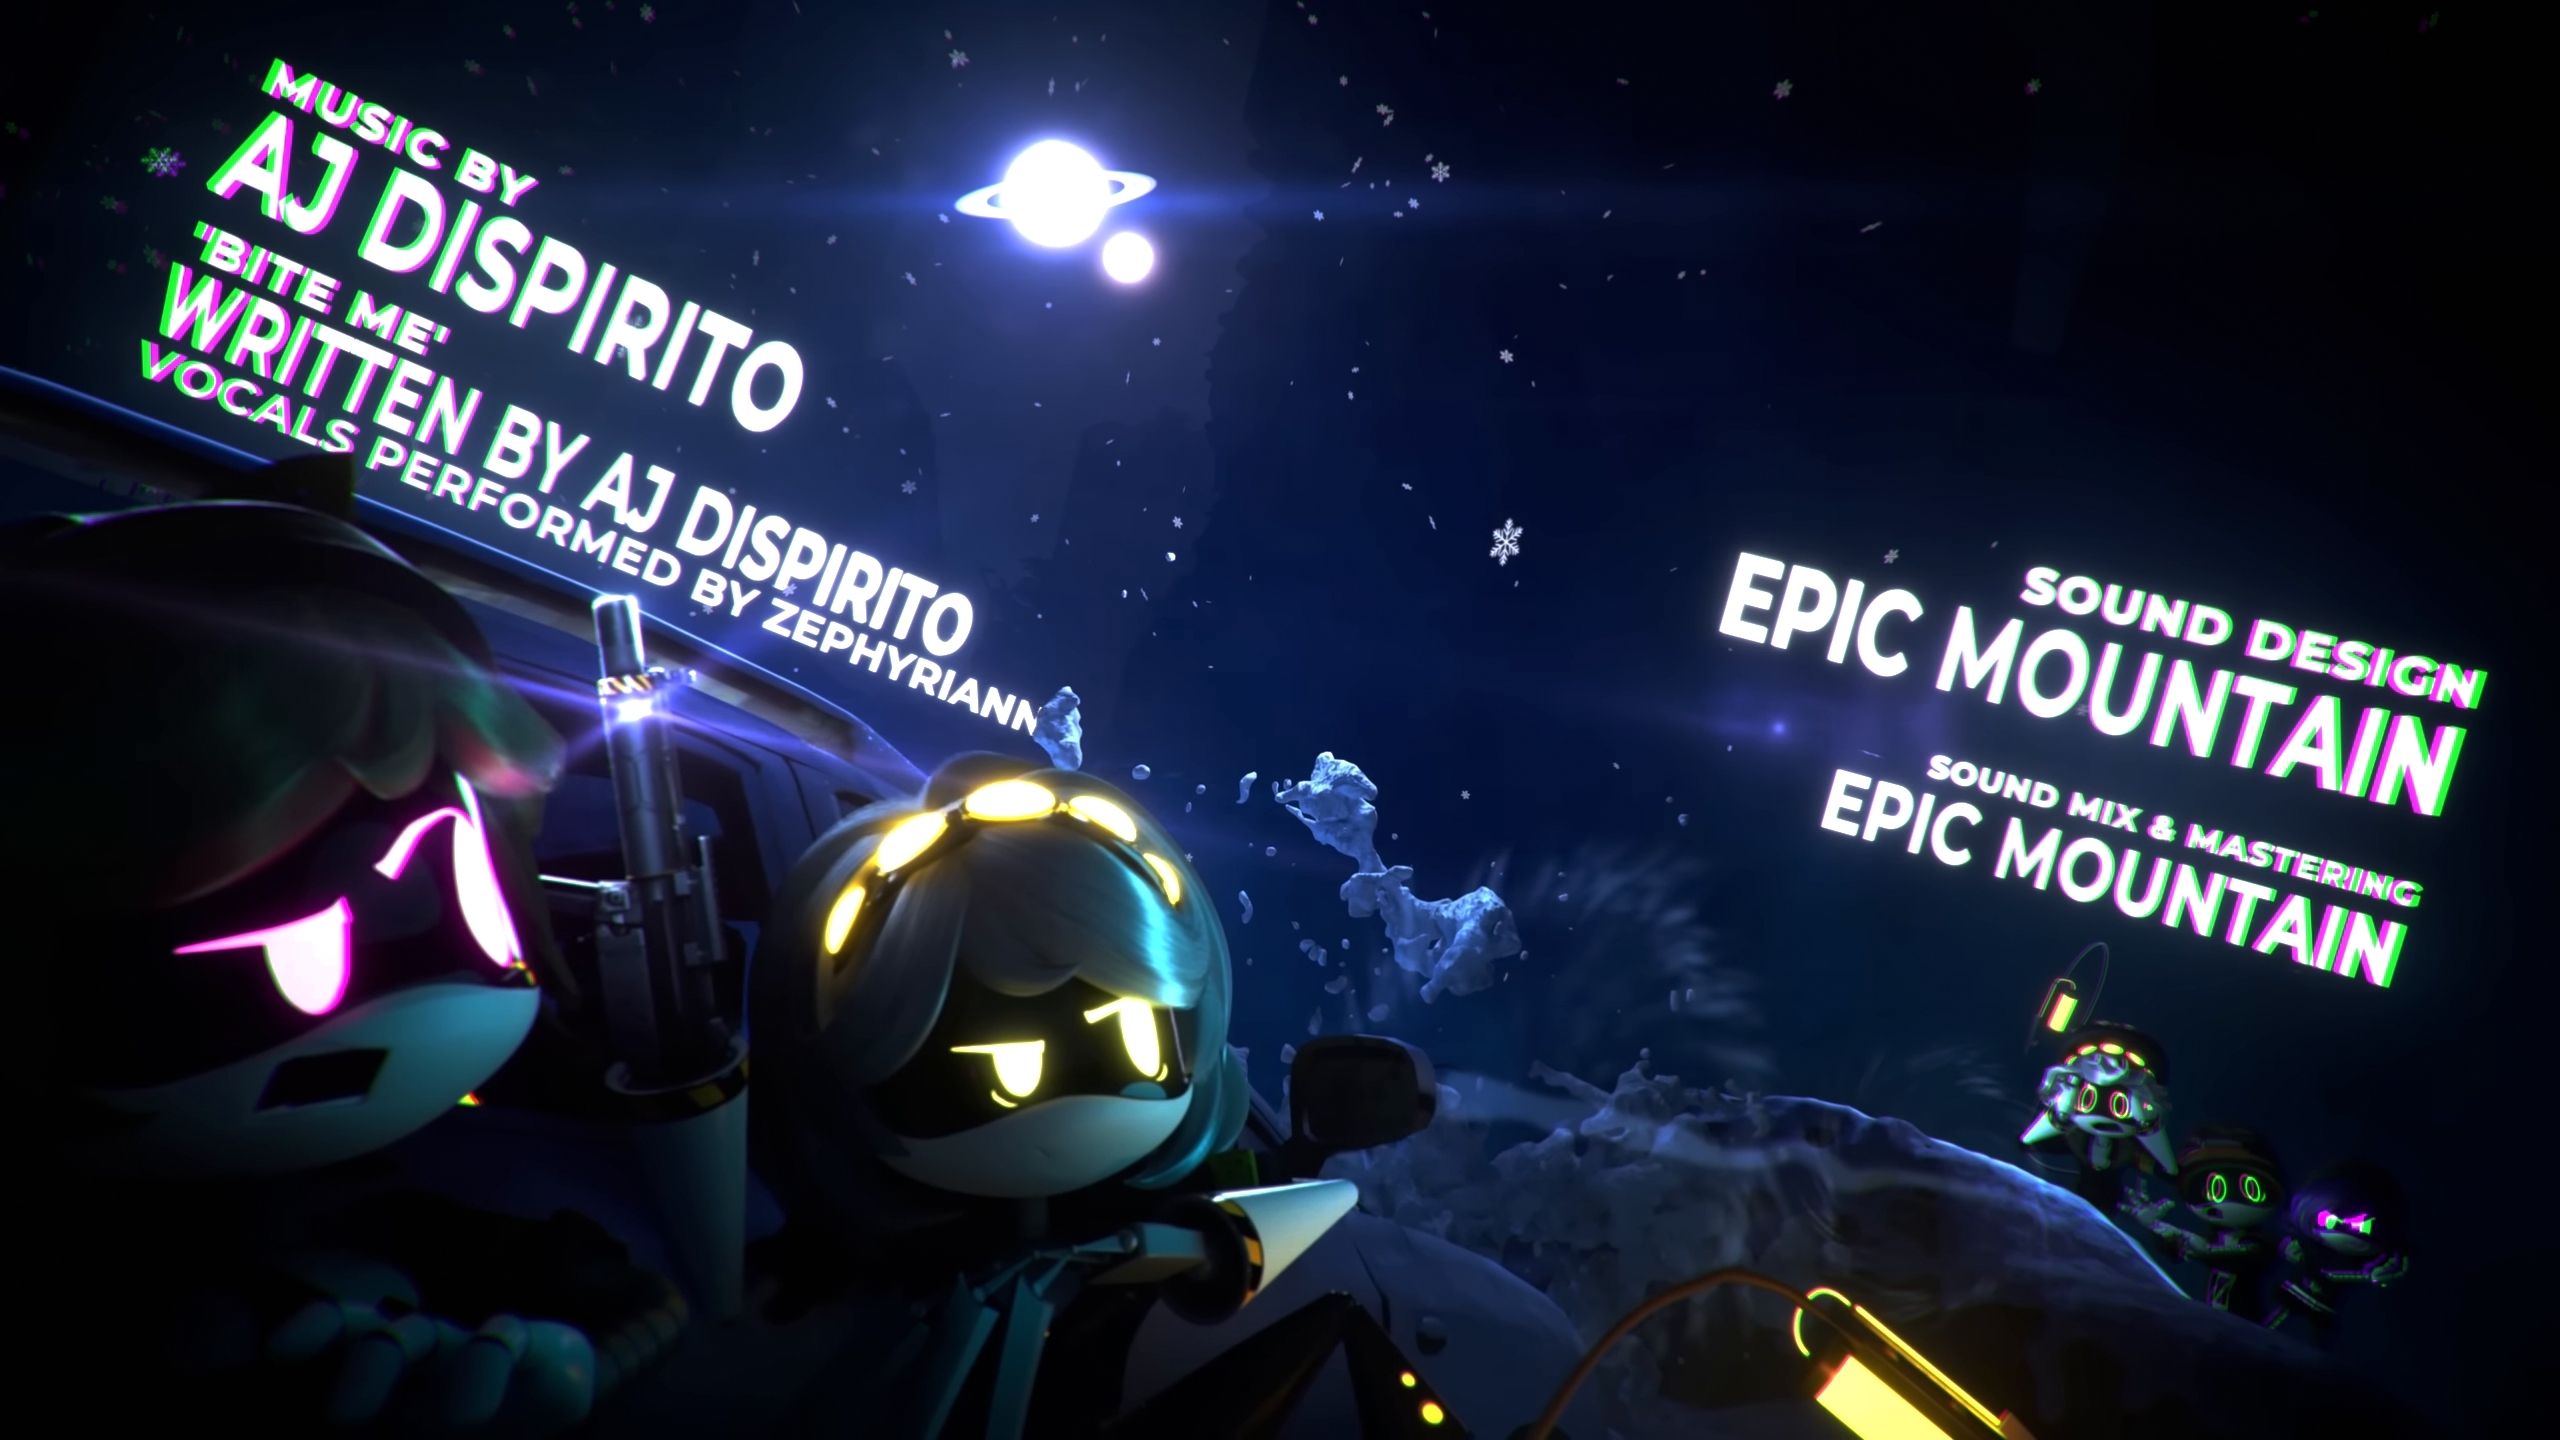 MUSIC BY
AJ DISPIRITO
'BITE ME'
WRITTEN BY AJ DISPIRITO
VOCALS PERFORMED BY ZEPHYRIANN
SOUND DESIGN
EPIC MOUNTAIN
SOUND MIX & MASTERING
EPIC MOUNTAIN